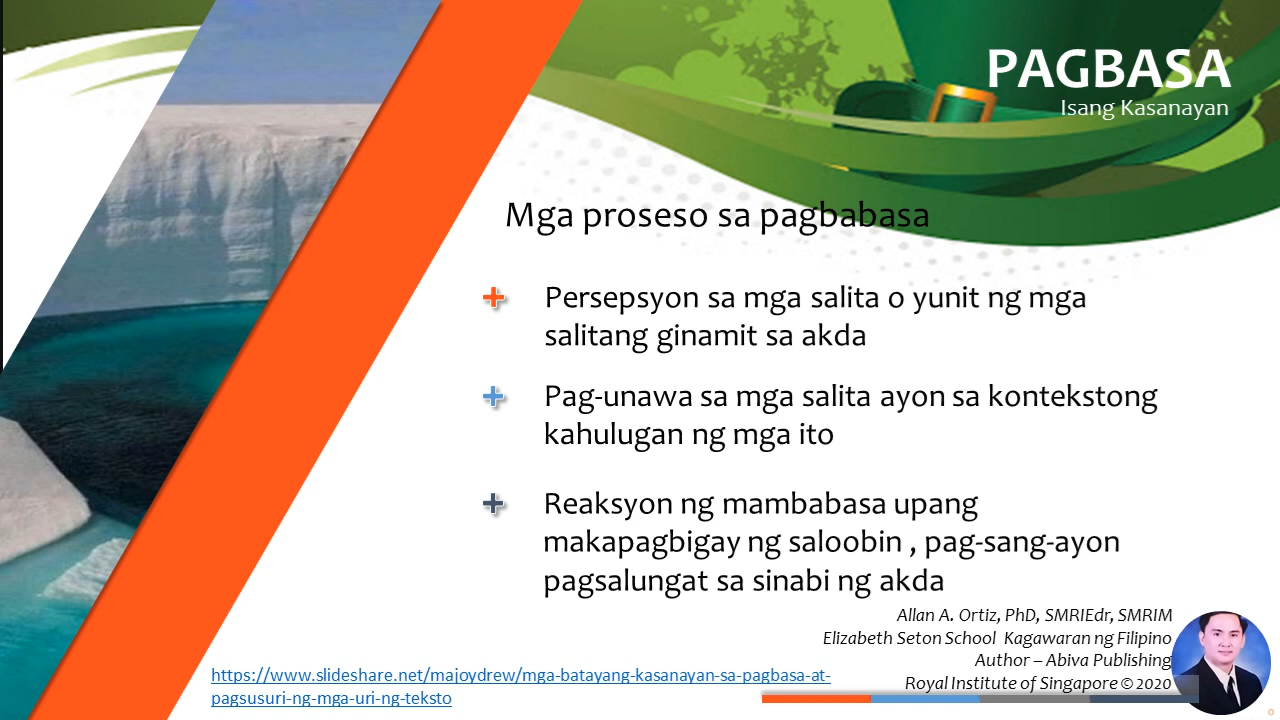 PAGBASA
Isang Kasanayan
Mga proseso sa pagbabasa
Persepsyon sa mga salita o yunit ng mga
salitang ginamit sa akda
Pag-unawa sa mga salita ayon sa kontekstong
kahulugan ng mga ito
Reaksyon ng mambabasa upang
makapagbigay ng saloobin , pag-sang-ayon
pagsalungat sa sinabi ng akda
Allan A. Ortiz, PhD, SMRIEdr, SMRIM
Elizabeth Seton School Kagawaran ng Filipino
Author – Abiva Publishing
Royal Institute of Singapore © 2020
https://www.slideshare.net/majoydrew/mga-batayang-kasanayan-sa-pagbasa-at-
pagsusuri-ng-mga-uri-ng-teksto